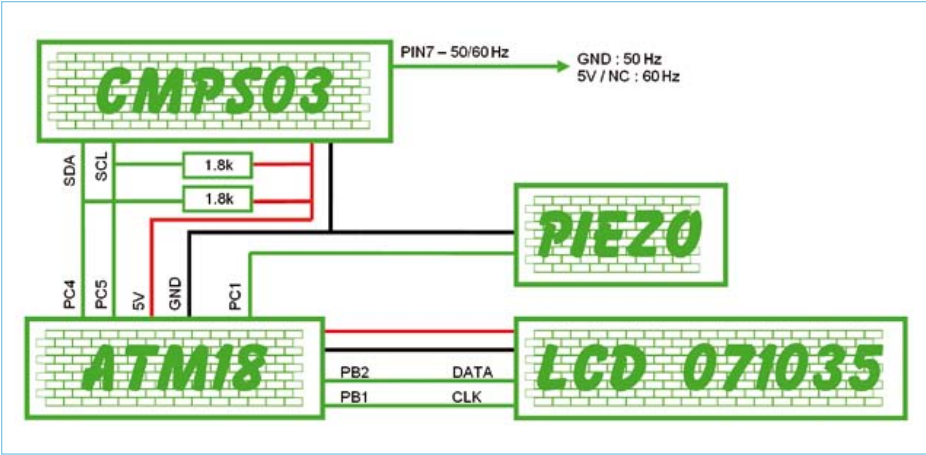 CMPS03
PIN7 – 50/60 Hz
GND : 50 Hz
5V / NC : 60 Hz
SDA
SCL
1.8k
1.8k
PIEZO
PC4
PC5
5V
GND
PC1
ATM18
PB2
DATA
PB1
CLK
LCD 071035